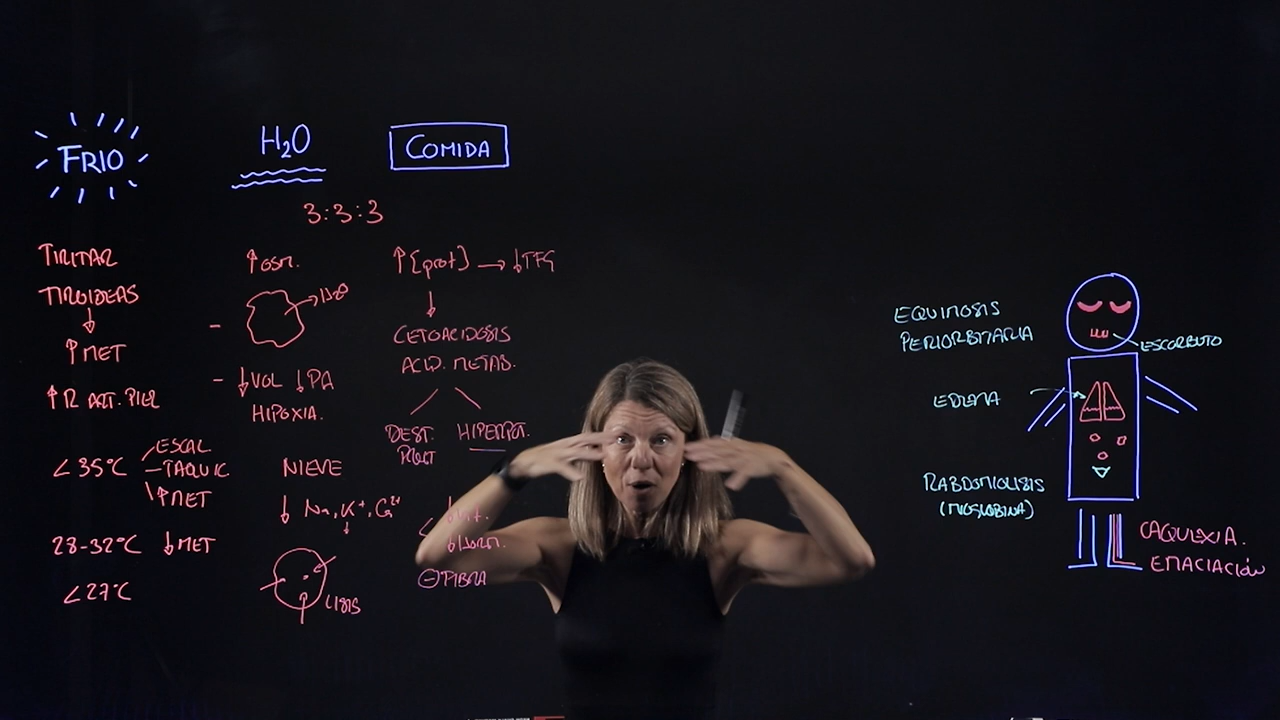 FRIO
TIRITAR
TIROIDEAS
↑MET
↑R ART. PIEL
<35°C
ESCAL
TAQUIC
↑MET
28-32°C ↓MET
<27°C
H₂O
3:3:3
↑OSM.
H₂O
- ↓VOL ↓PA
HIPOXIA.
NIEVE
↓ Na, K⁺, Ca²⁺
LISIS
COMIDA
↑[prot] → ↓TFG
CETOACIDOSIS
ACID. METAB.
DEST.
PROT
HIPERPOT.
⊖FIBRA
EQUIMOSIS
PERIORBITARIA
ESCORBUTO
EDEMA
RABDOMIOLISIS
(MIOGLOBINA)
CAQUEXIA.
EMACIACIÓN